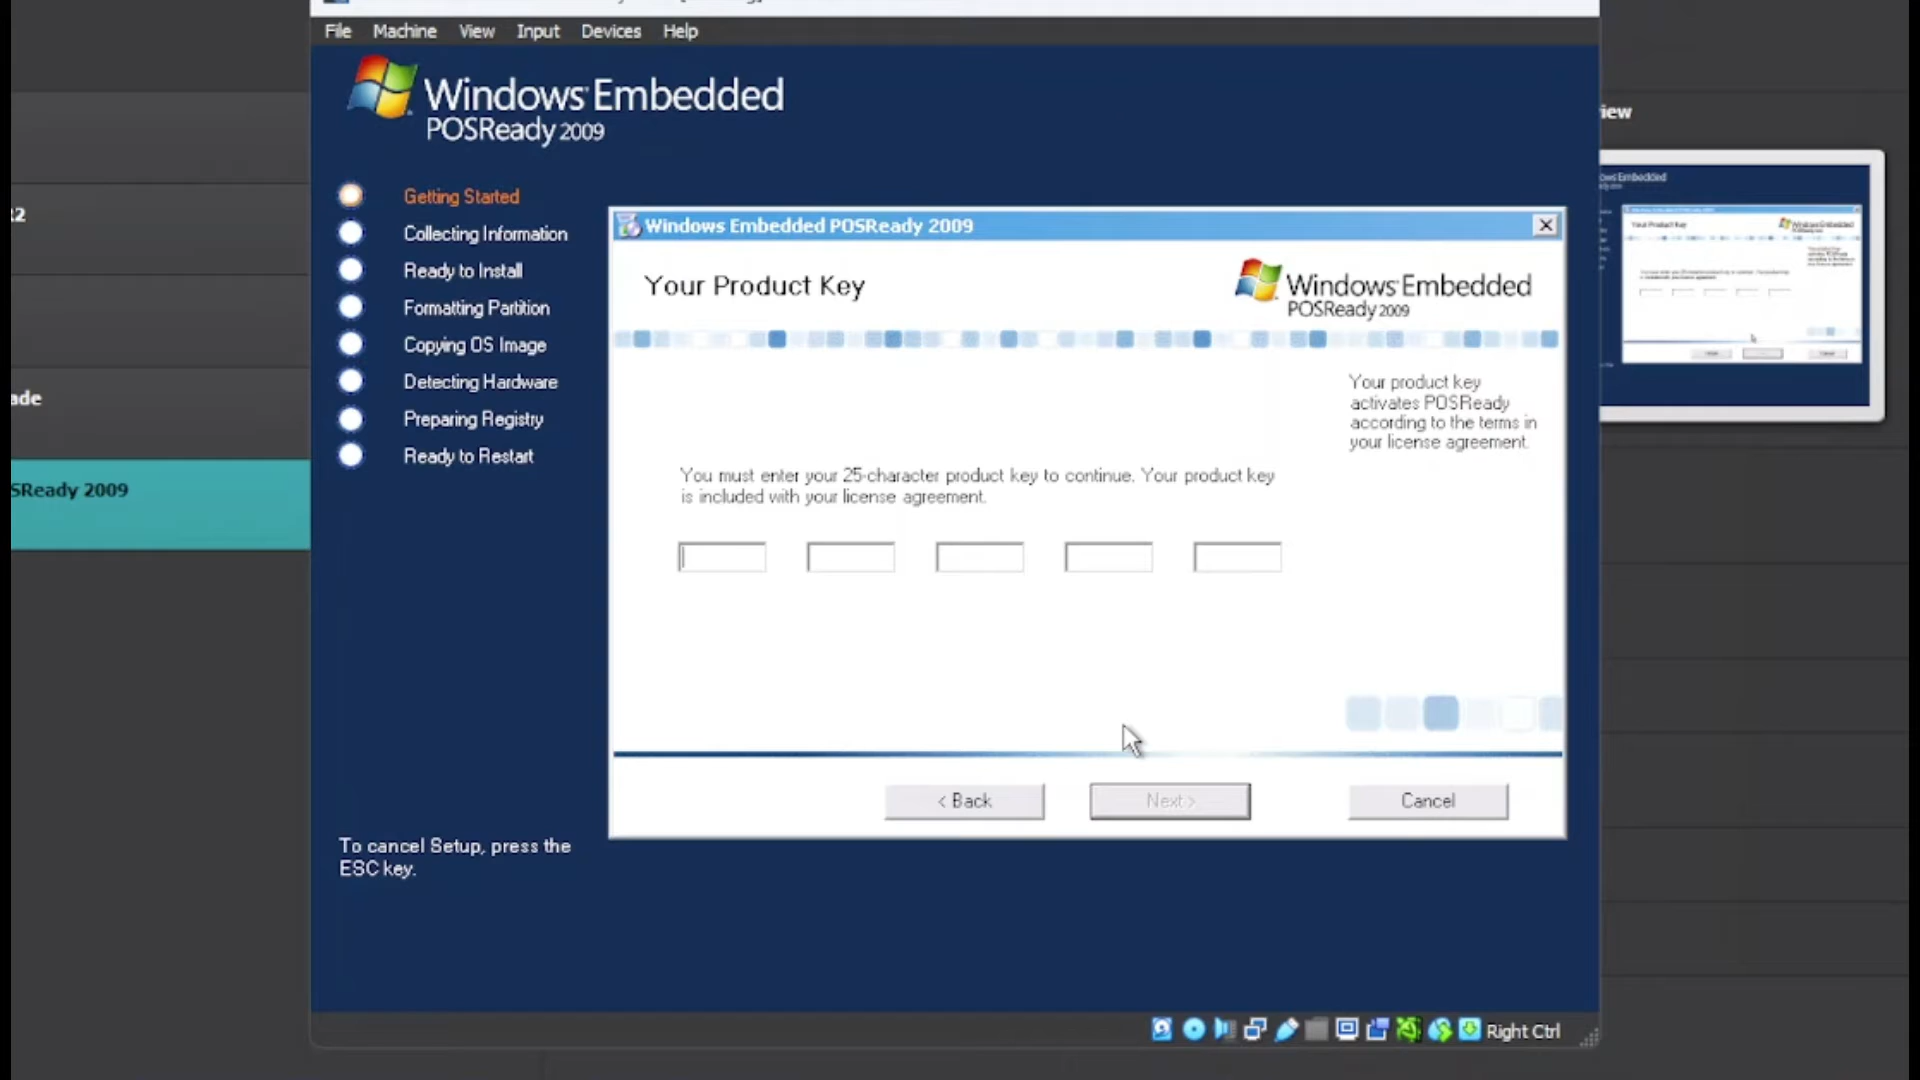 File Machine View Input Devices Help
Windows Embedded
POSReady 2009
Getting Started
Collecting Information
Ready to Install
Formatting Partition
Copying OS Image
Detecting Hardware
Preparing Registry
Ready to Restart
To cancel Setup, press the
ESC key.
Windows Embedded POSReady 2009
Your Product Key
Windows Embedded
POSReady 2009
Your product key
activates POSReady
according to the terms in
your license agreement.
You must enter your 25-character product key to continue. Your product key
is included with your license agreement.
< Back
Next >
Cancel
Right Ctrl
iew
:2
ade
SReady 2009
Your Product Key